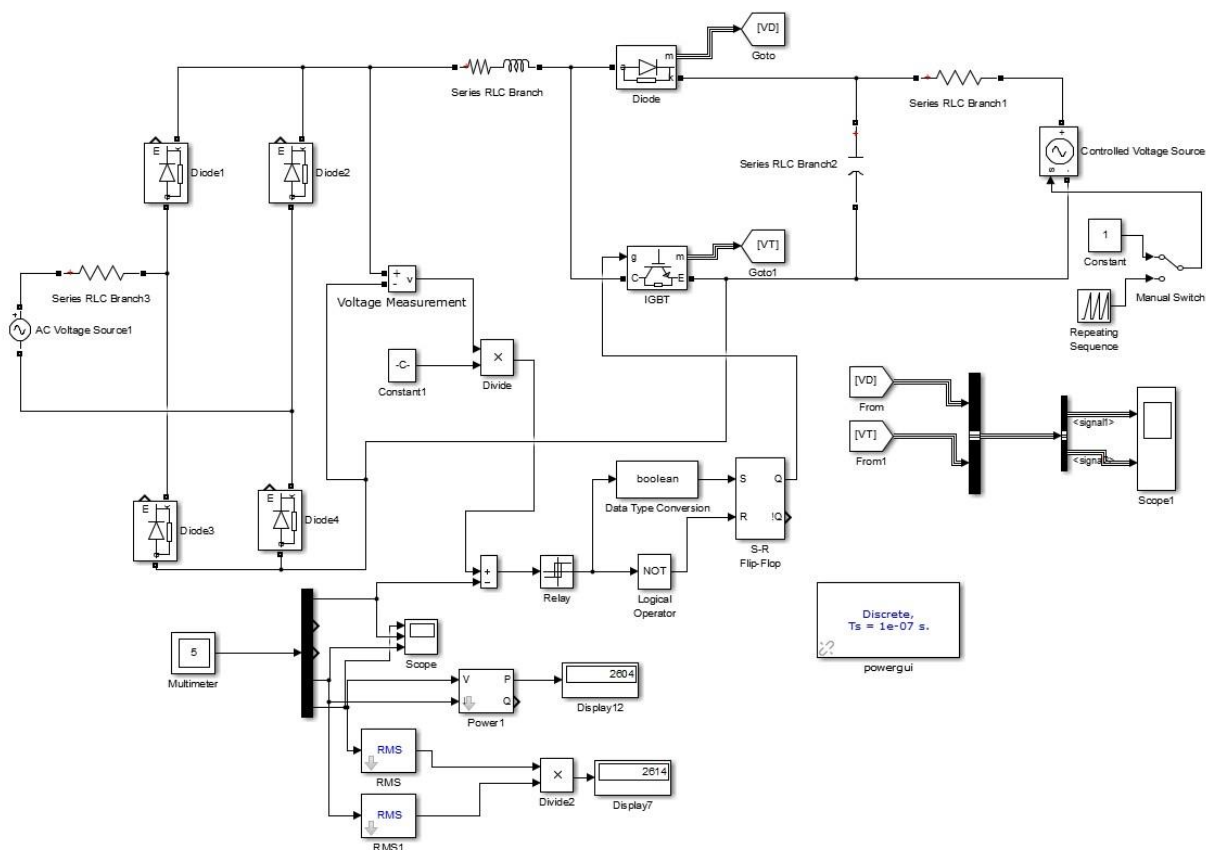 [VD]
Goto
m
a
k
Diode
Series RLC Branch
Series RLC Branch1
+
Controlled Voltage Source
s
-
Series RLC Branch2
m
k
a
Diode1
m
k
a
Diode2
[VT]
Goto1
g
m
C
E
IGBT
1
Constant
Manual Switch
Repeating
Sequence
+
-
v
Voltage Measurement
Series RLC Branch3
+
AC Voltage Source1
-C-
Constant1
×
Divide
[VD]
From
[VT]
From1
<signal1>
<signal
Scope1
m
k
a
Diode3
m
k
a
Diode4
boolean
Data Type Conversion
S
Q
R
!Q
S-R
Flip-Flop
+
−
Relay
NOT
Logical
Operator
Discrete,
Ts = 1e-07 s.
powergui
5
Multimeter
Scope
V
P
I
Q
Power1
2604
Display12
RMS
RMS
×
Divide2
2614
Display7
RMS
RMS1